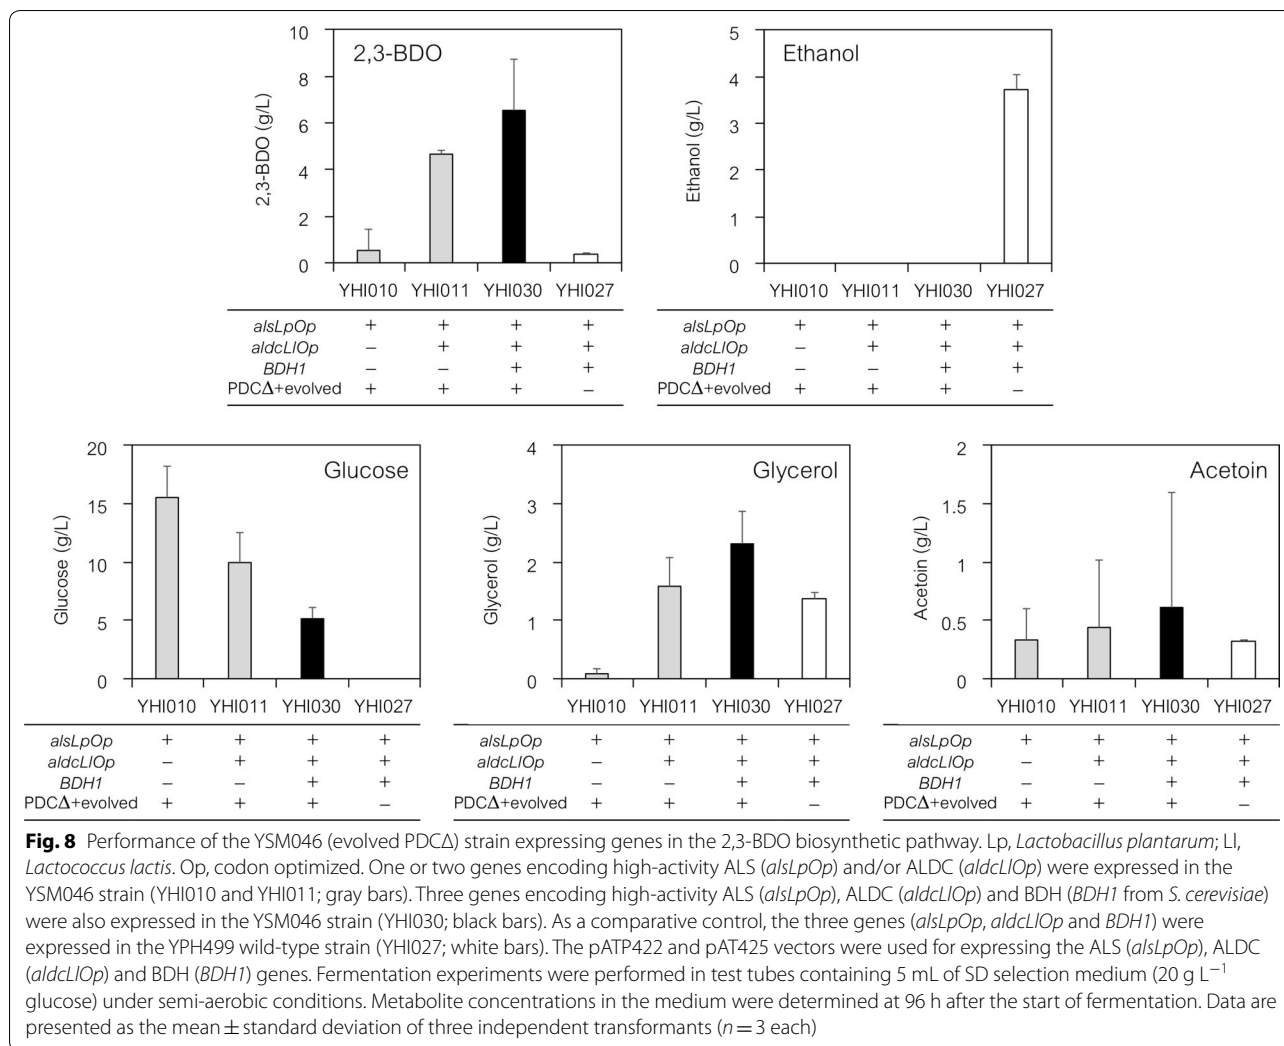 2,3-BDO
2,3-BDO (g/L)
10
8
6
4
2
0
YHI010 YHI011 YHI030 YHI027
alsLpOp + + + +
aldcLlOp – + + +
BDH1 – – + +
PDCΔ+evolved + + + –
Ethanol
Ethanol (g/L)
5
4
3
2
1
0
YHI010 YHI011 YHI030 YHI027
alsLpOp + + + +
aldcLlOp – + + +
BDH1 – – + +
PDCΔ+evolved + + + –
Glucose
Glucose (g/L)
20
15
10
5
0
YHI010 YHI011 YHI030 YHI027
alsLpOp + + + +
aldcLlOp – + + +
BDH1 – – + +
PDCΔ+evolved + + + –
Glycerol
Glycerol (g/L)
4
3
2
1
0
YHI010 YHI011 YHI030 YHI027
alsLpOp + + + +
aldcLlOp – + + +
BDH1 – – + +
PDCΔ+evolved + + + –
Acetoin
Acetoin (g/L)
2
1.5
1
0.5
0
YHI010 YHI011 YHI030 YHI027
alsLpOp + + + +
aldcLlOp – + + +
BDH1 – – + +
PDCΔ+evolved + + + –
Fig. 8 Performance of the YSM046 (evolved PDCΔ) strain expressing genes in the 2,3-BDO biosynthetic pathway. Lp, Lactobacillus plantarum; Ll,
Lactococcus lactis. Op, codon optimized. One or two genes encoding high-activity ALS (alsLpOp) and/or ALDC (aldcLlOp) were expressed in the
YSM046 strain (YHI010 and YHI011; gray bars). Three genes encoding high-activity ALS (alsLpOp), ALDC (aldcLlOp) and BDH (BDH1 from S. cerevisiae)
were also expressed in the YSM046 strain (YHI030; black bars). As a comparative control, the three genes (alsLpOp, aldcLlOp and BDH1) were
expressed in the YPH499 wild-type strain (YHI027; white bars). The pATP422 and pAT425 vectors were used for expressing the ALS (alsLpOp), ALDC
(aldcLlOp) and BDH (BDH1) genes. Fermentation experiments were performed in test tubes containing 5 mL of SD selection medium (20 g L⁻¹
glucose) under semi-aerobic conditions. Metabolite concentrations in the medium were determined at 96 h after the start of fermentation. Data are
presented as the mean ± standard deviation of three independent transformants (n = 3 each)